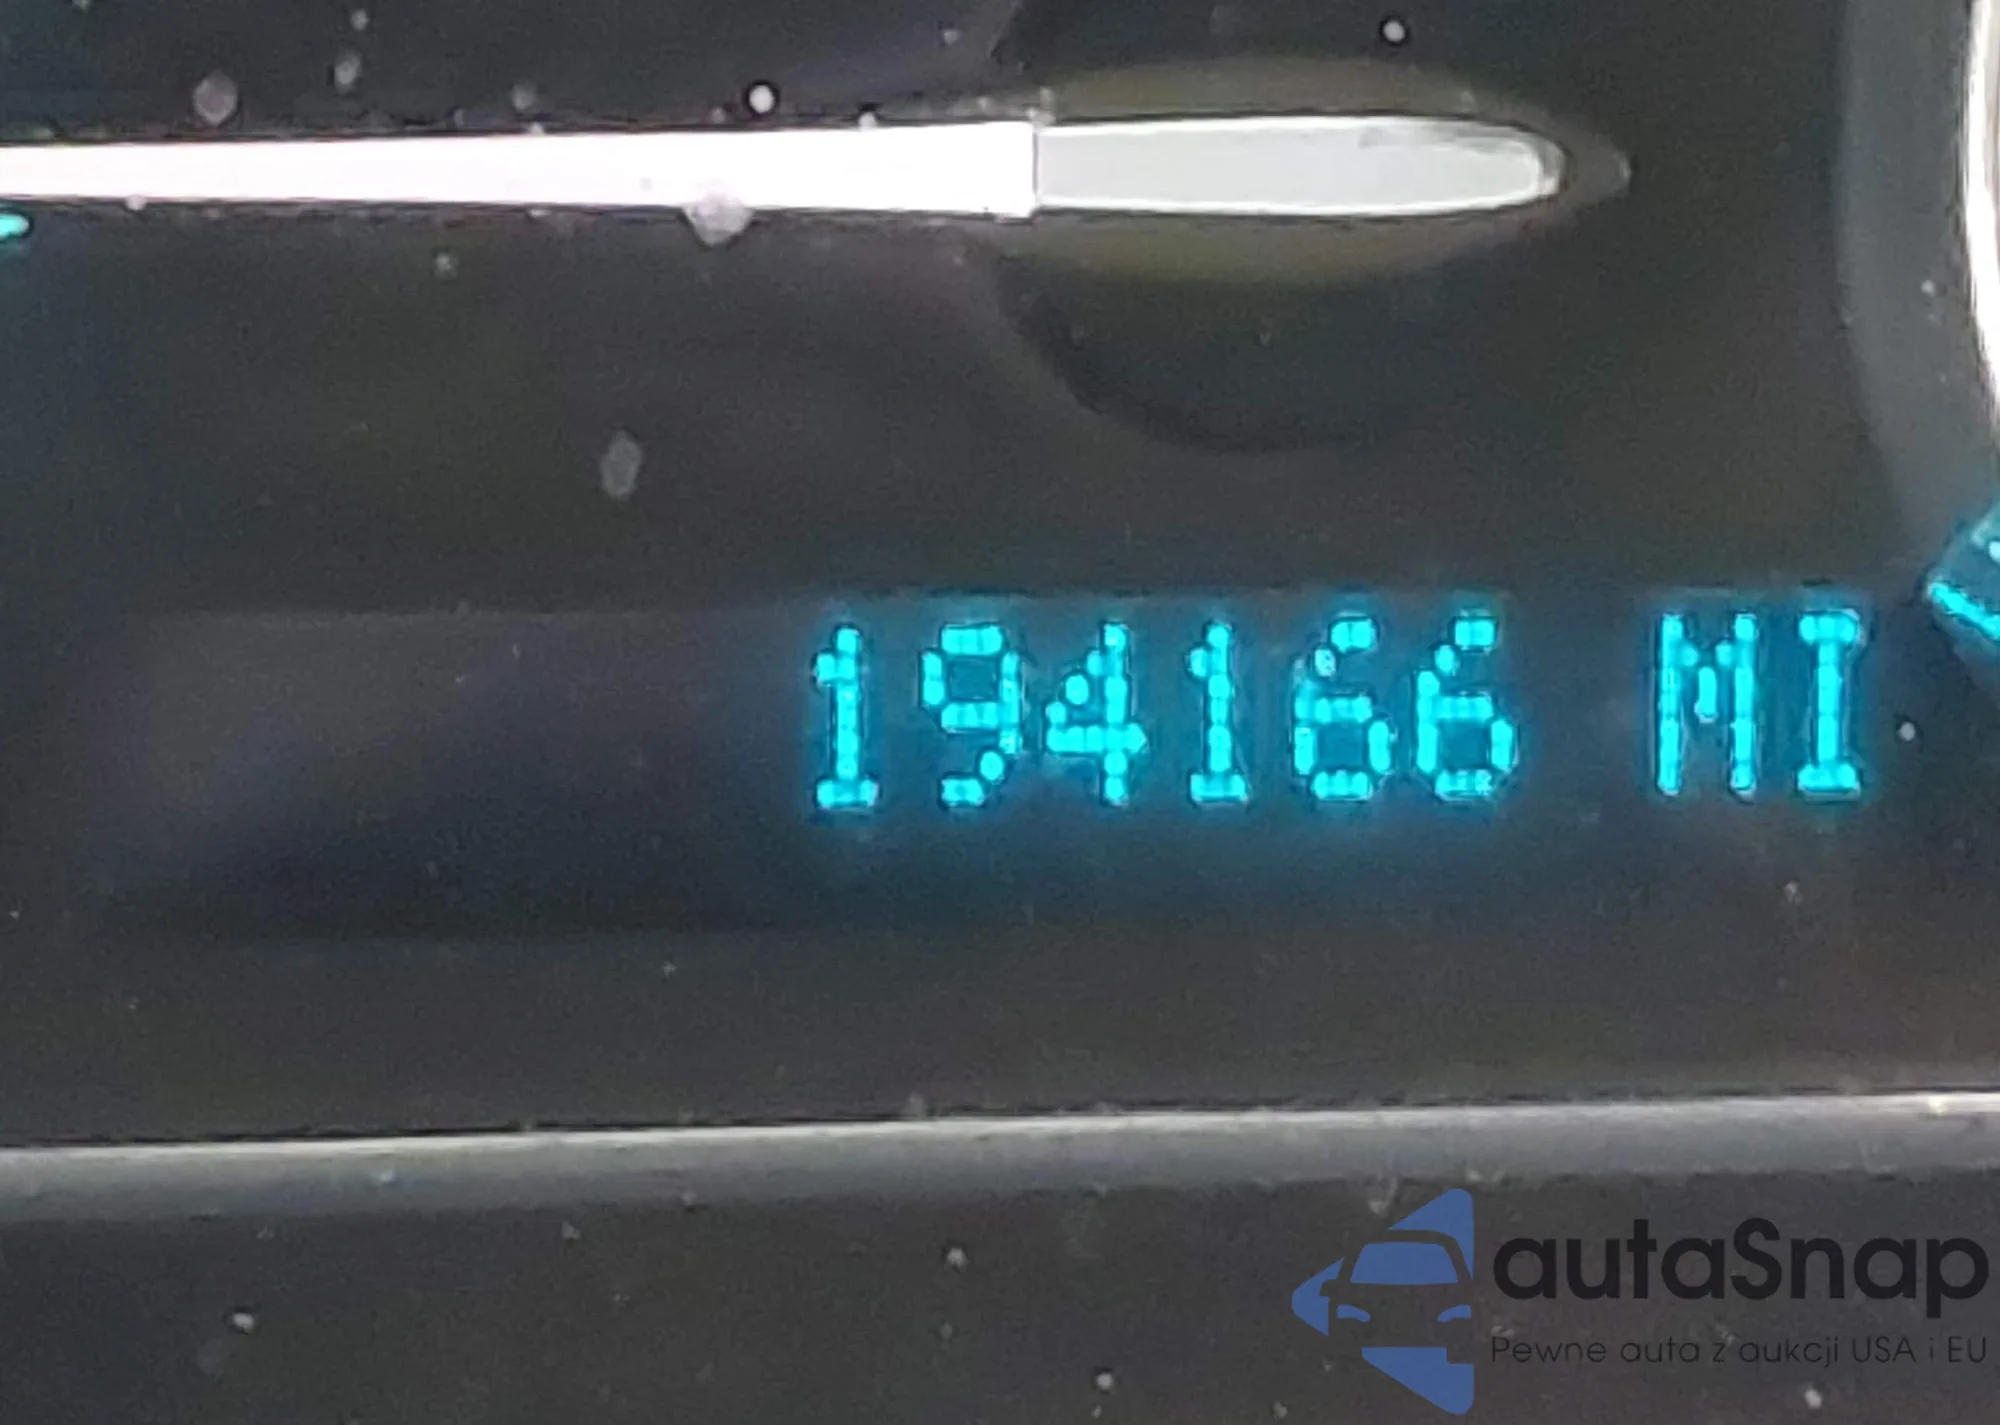 194166 MI
autaSnap
Pewne auta z aukcji USA i EU